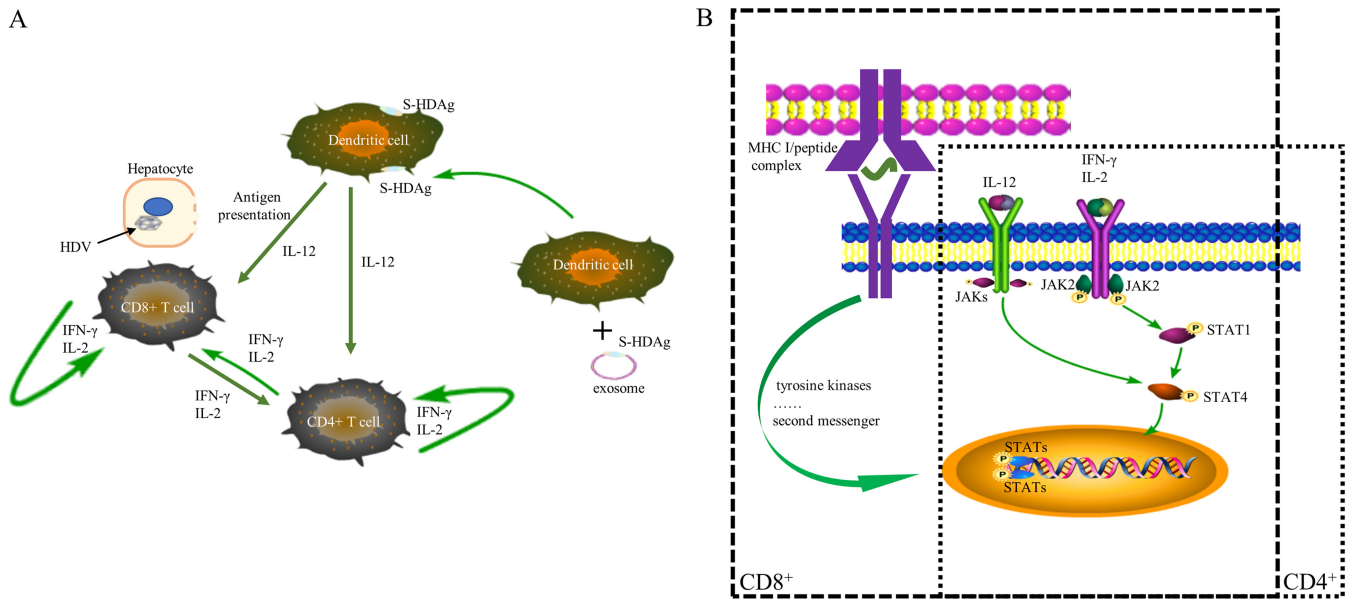 A
S-HDAg
Dendritic cell
S-HDAg
Hepatocyte
Antigen
presentation
HDV
IL-12
IL-12
Dendritic cell
CD8+ T cell
IFN-γ
IL-2
IFN-γ
IL-2
S-HDAg
exosome
IFN-γ
IL-2
CD4+ T cell
IFN-γ
IL-2
B
MHC I/peptide
complex
IL-12
IFN-γ
IL-2
JAKs
P
P
JAK2
JAK2
P
P
P
STAT1
STAT4
P
tyrosine kinases
……
second messenger
STATs
P
P
STATs
CD8⁺
CD4⁺